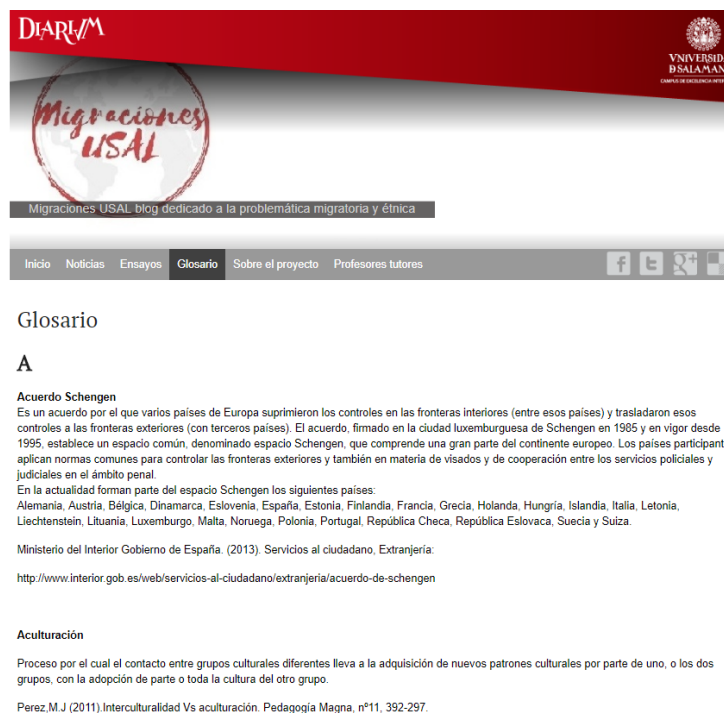 DIARIVM
VNIVERSID
D SALAMAN
CAMPUS DE EXCELENCIA INTER
Migraciones
USAL
Migraciones USAL blog dedicado a la problemática migratoria y étnica
Inicio Noticias Ensayos Glosario Sobre el proyecto Profesores tutores
Glosario
A
Acuerdo Schengen
Es un acuerdo por el que varios países de Europa suprimieron los controles en las fronteras interiores (entre esos países) y trasladaron esos
controles a las fronteras exteriores (con terceros países). El acuerdo, firmado en la ciudad luxemburguesa de Schengen en 1985 y en vigor desde
1995, establece un espacio común, denominado espacio Schengen, que comprende una gran parte del continente europeo. Los países participant
aplican normas comunes para controlar las fronteras exteriores y también en materia de visados y de cooperación entre los servicios policiales y
judiciales en el ámbito penal.
En la actualidad forman parte del espacio Schengen los siguientes países:
Alemania, Austria, Bélgica, Dinamarca, Eslovenia, España, Estonia, Finlandia, Francia, Grecia, Holanda, Hungría, Islandia, Italia, Letonia,
Liechtenstein, Lituania, Luxemburgo, Malta, Noruega, Polonia, Portugal, República Checa, República Eslovaca, Suecia y Suiza.
Ministerio del Interior Gobierno de España. (2013). Servicios al ciudadano, Extranjería:
http://www.interior.gob.es/web/servicios-al-ciudadano/extranjeria/acuerdo-de-schengen
Aculturación
Proceso por el cual el contacto entre grupos culturales diferentes lleva a la adquisición de nuevos patrones culturales por parte de uno, o los dos
grupos, con la adopción de parte o toda la cultura del otro grupo.
Perez,M.J (2011).Interculturalidad Vs aculturación. Pedagogía Magna, nº11, 392-297.